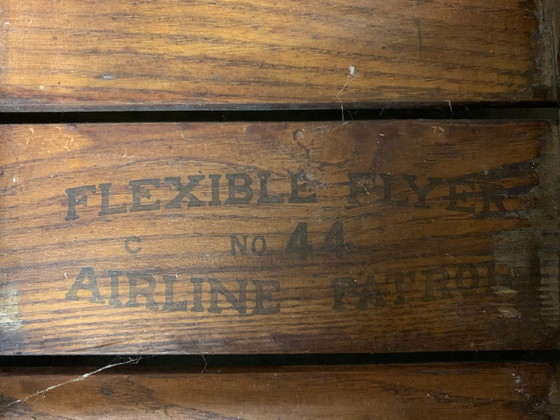 FLEXIBLE FLYER
C NO 44
AIRLINE PATROL